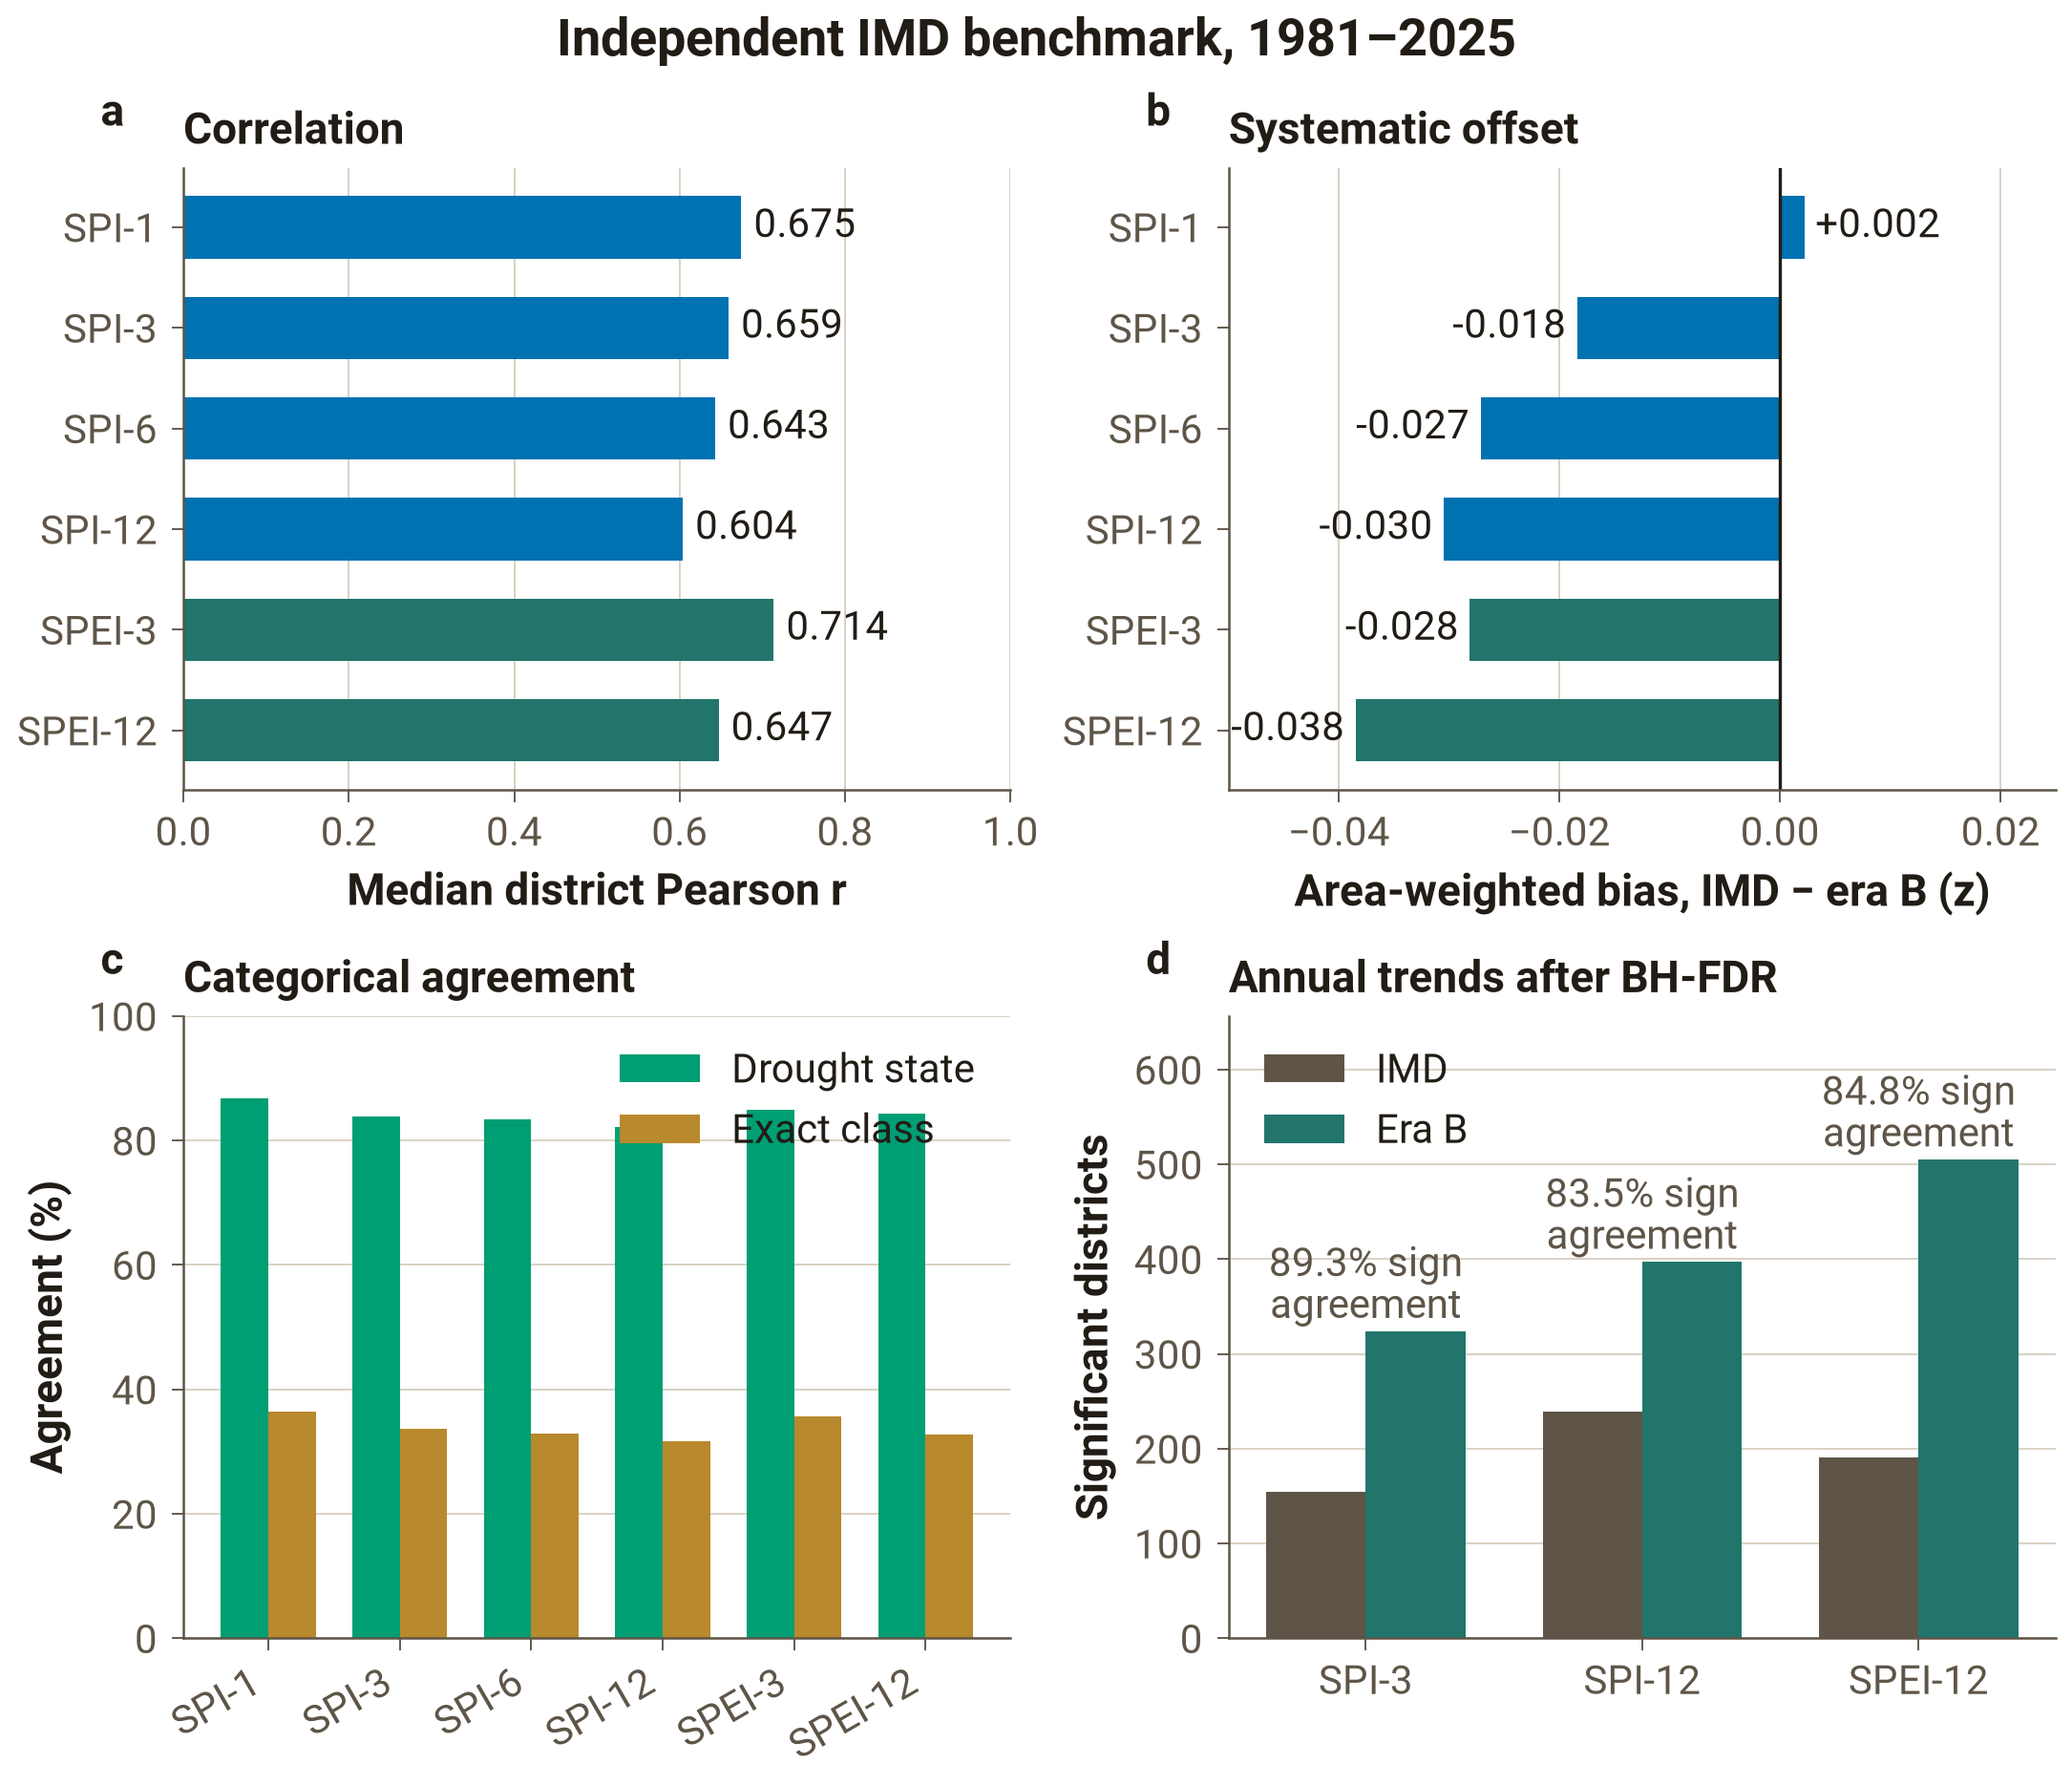 Independent IMD benchmark, 1981–2025
a
Correlation
SPI-1
0.675
SPI-3
0.659
SPI-6
0.643
SPI-12
0.604
SPEI-3
0.714
SPEI-12
0.647
0.0 0.2 0.4 0.6 0.8 1.0
Median district Pearson r
b
Systematic offset
SPI-1
+0.002
SPI-3
-0.018
SPI-6
-0.027
SPI-12
-0.030
SPEI-3
-0.028
SPEI-12
-0.038
−0.04 −0.02 0.00 0.02
Area-weighted bias, IMD − era B (z)
c
Categorical agreement
Agreement (%)
100
80
60
40
20
0
Drought state
Exact class
SPI-1 SPI-3 SPI-6 SPI-12 SPEI-3 SPEI-12
d
Annual trends after BH-FDR
Significant districts
600
500
400
300
200
100
0
IMD
Era B
89.3% sign
agreement
83.5% sign
agreement
84.8% sign
agreement
SPI-3 SPI-12 SPEI-12